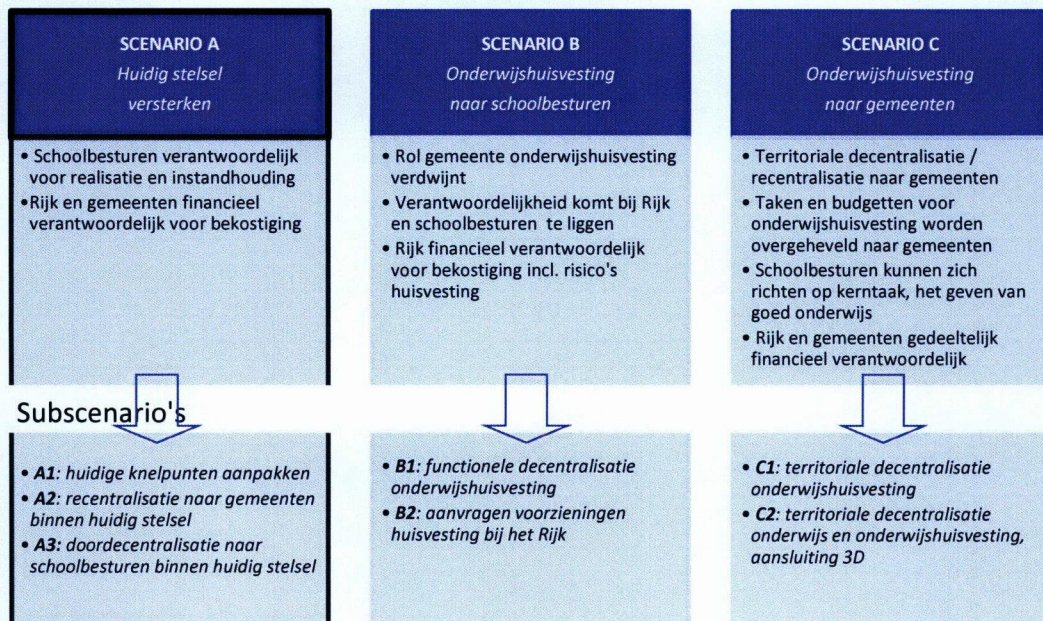 SCENARIO A
Huidig stelsel
versterken
• Schoolbesturen verantwoordelijk
voor realisatie en instandhouding
•Rijk en gemeenten financieel
verantwoordelijk voor bekostiging
SCENARIO B
Onderwijshuisvesting
naar schoolbesturen
• Rol gemeente onderwijshuisvesting
verdwijnt
• Verantwoordelijkheid komt bij Rijk
en schoolbesturen te liggen
• Rijk financieel verantwoordelijk
voor bekostiging incl. risico's
huisvesting
SCENARIO C
Onderwijshuisvesting
naar gemeenten
• Territoriale decentralisatie /
recentralisatie naar gemeenten
• Taken en budgetten voor
onderwijshuisvesting worden
overgeheveld naar gemeenten
• Schoolbesturen kunnen zich
richten op kerntaak, het geven van
goed onderwijs
• Rijk en gemeenten gedeeltelijk
financieel verantwoordelijk
Subscenario's
• A1: huidige knelpunten aanpakken
• A2: recentralisatie naar gemeenten
binnen huidig stelsel
• A3: doordecentralisatie naar
schoolbesturen binnen huidig stelsel
• B1: functionele decentralisatie
onderwijshuisvesting
• B2: aanvragen voorzieningen
huisvesting bij het Rijk
• C1: territoriale decentralisatie
onderwijshuisvesting
• C2: territoriale decentralisatie
onderwijs en onderwijshuisvesting,
aansluiting 3D